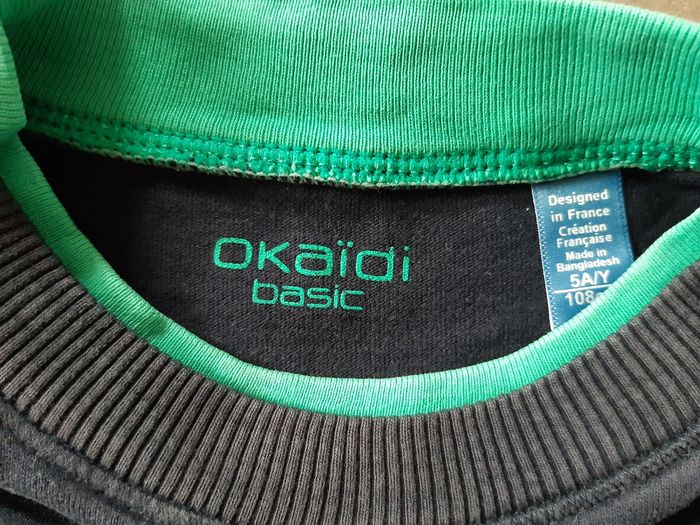 OKaïdi
basic
Designed
in France
Création
Française
Made in
Bangladesh
5A/Y
108